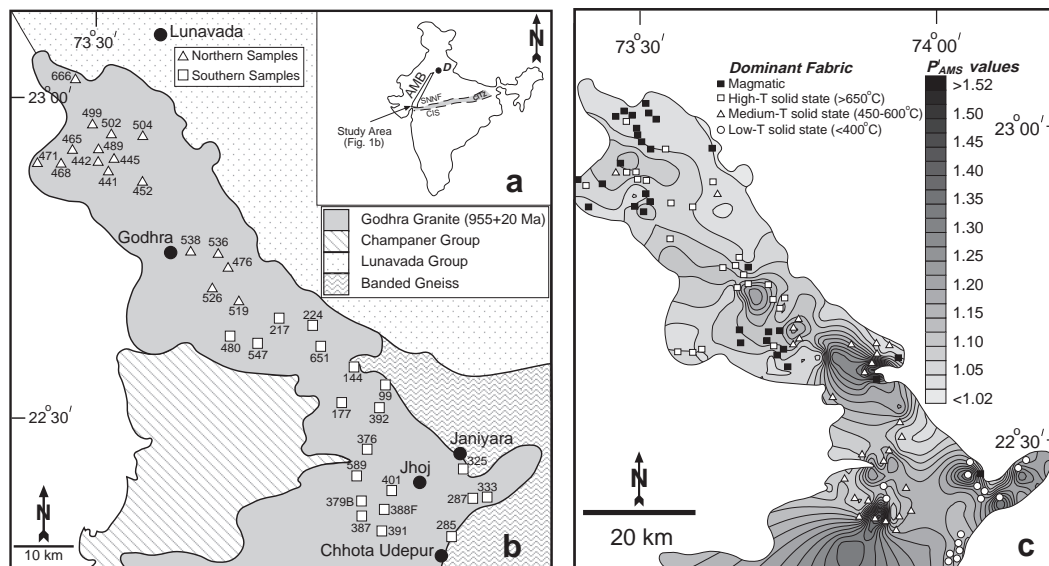 73°30'
Lunavada
△ Northern Samples
□ Southern Samples
N
D
AMB
SNNF
CIS
Study Area
(Fig. 1b)
a
23°00'
666
499
502
504
465
489
471
442
445
468
441
452
Godhra
538
536
476
526
519
217
224
480
547
651
144
99
177
392
22°30'
376
Janiyara
325
589
Jhoj
401
333
379B
287
388F
387
391
285
Chhota Udepur
Godhra Granite (955+20 Ma)
Champaner Group
Lunavada Group
Banded Gneiss
N
10 km
b
73°30'
74°00'
N
Dominant Fabric
■ Magmatic
□ High-T solid state (>650°C)
△ Medium-T solid state (450-600°C)
○ Low-T solid state (<400°C)
P'AMS values
>1.52
1.50
1.45
1.40
1.35
1.30
1.25
1.20
1.15
1.10
1.05
<1.02
23°00'
22°30'
N
20 km
c